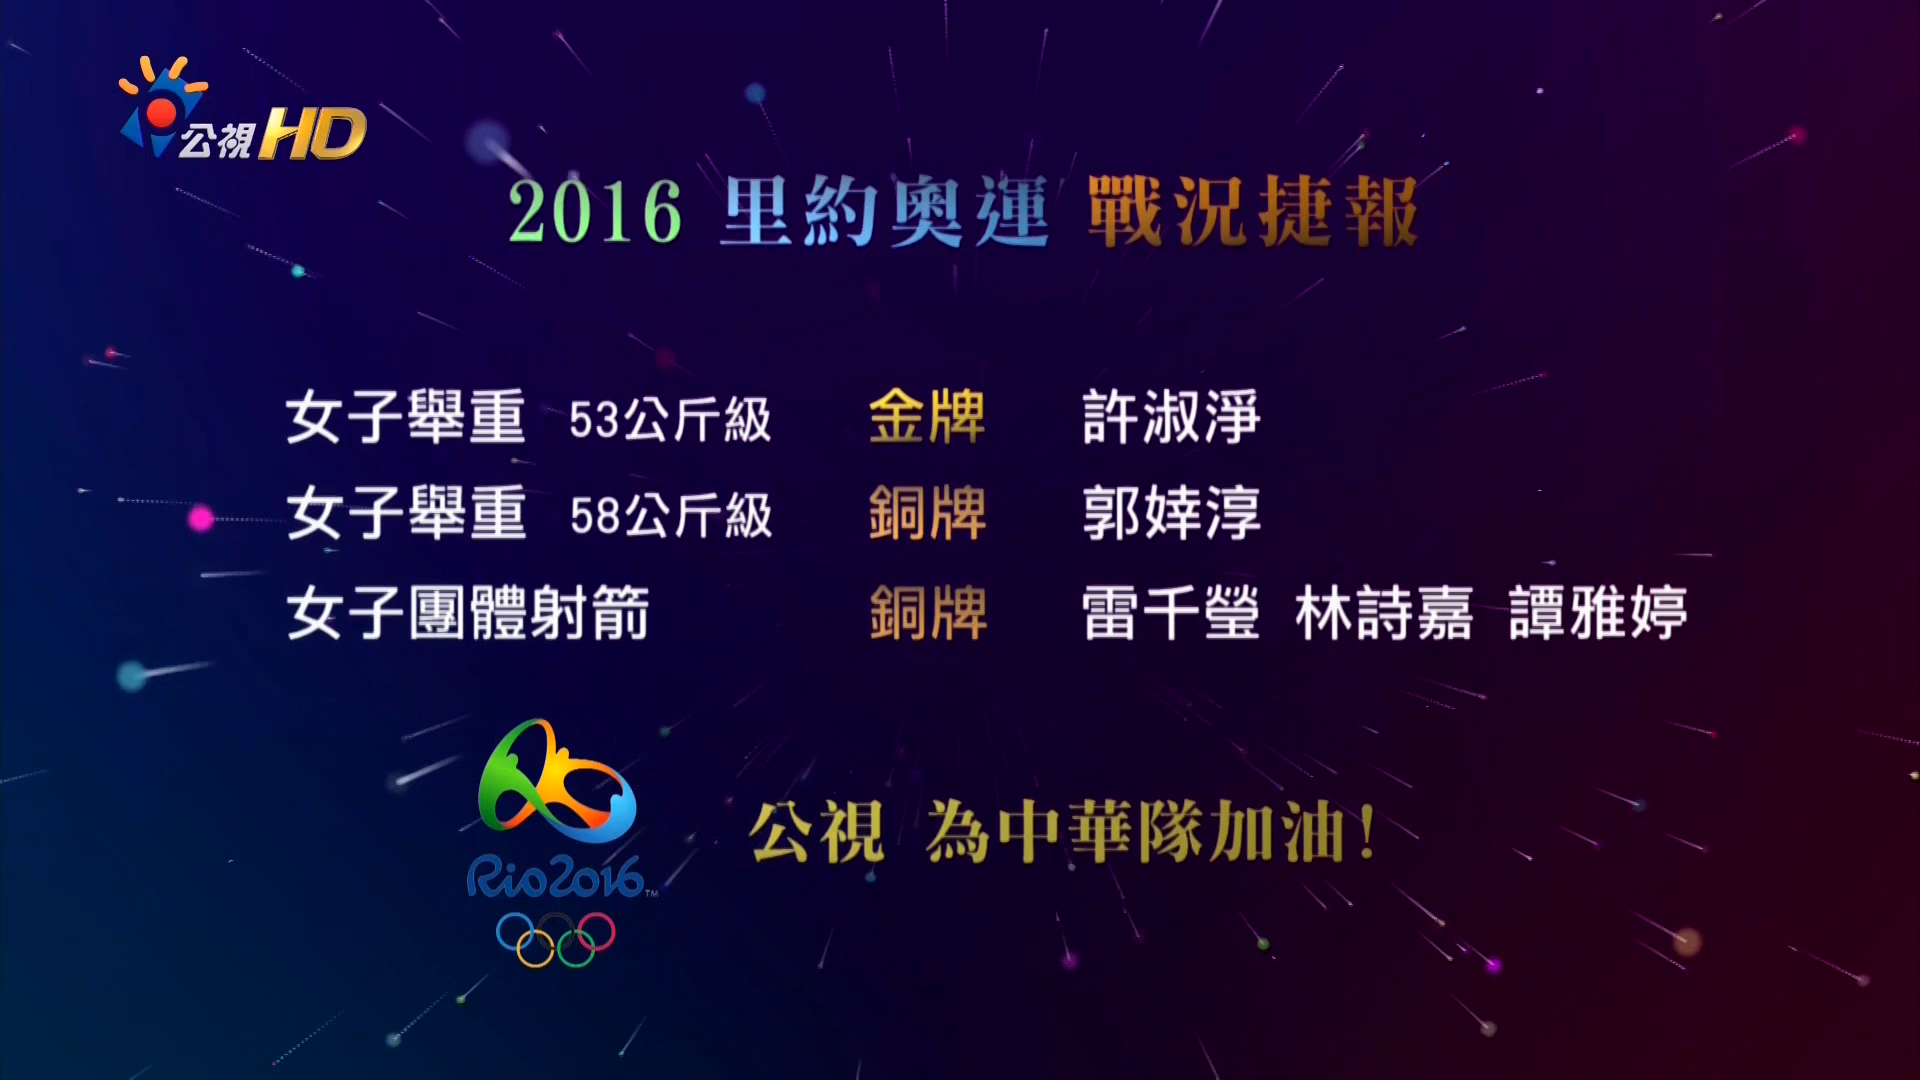 公視HD
2016 里約奧運 戰況捷報
女子舉重 53公斤級 金牌 許淑淨
女子舉重 58公斤級 銅牌 郭婞淳
女子團體射箭 銅牌 雷千瑩 林詩嘉 譚雅婷
公視 為中華隊加油!
Rio2016™